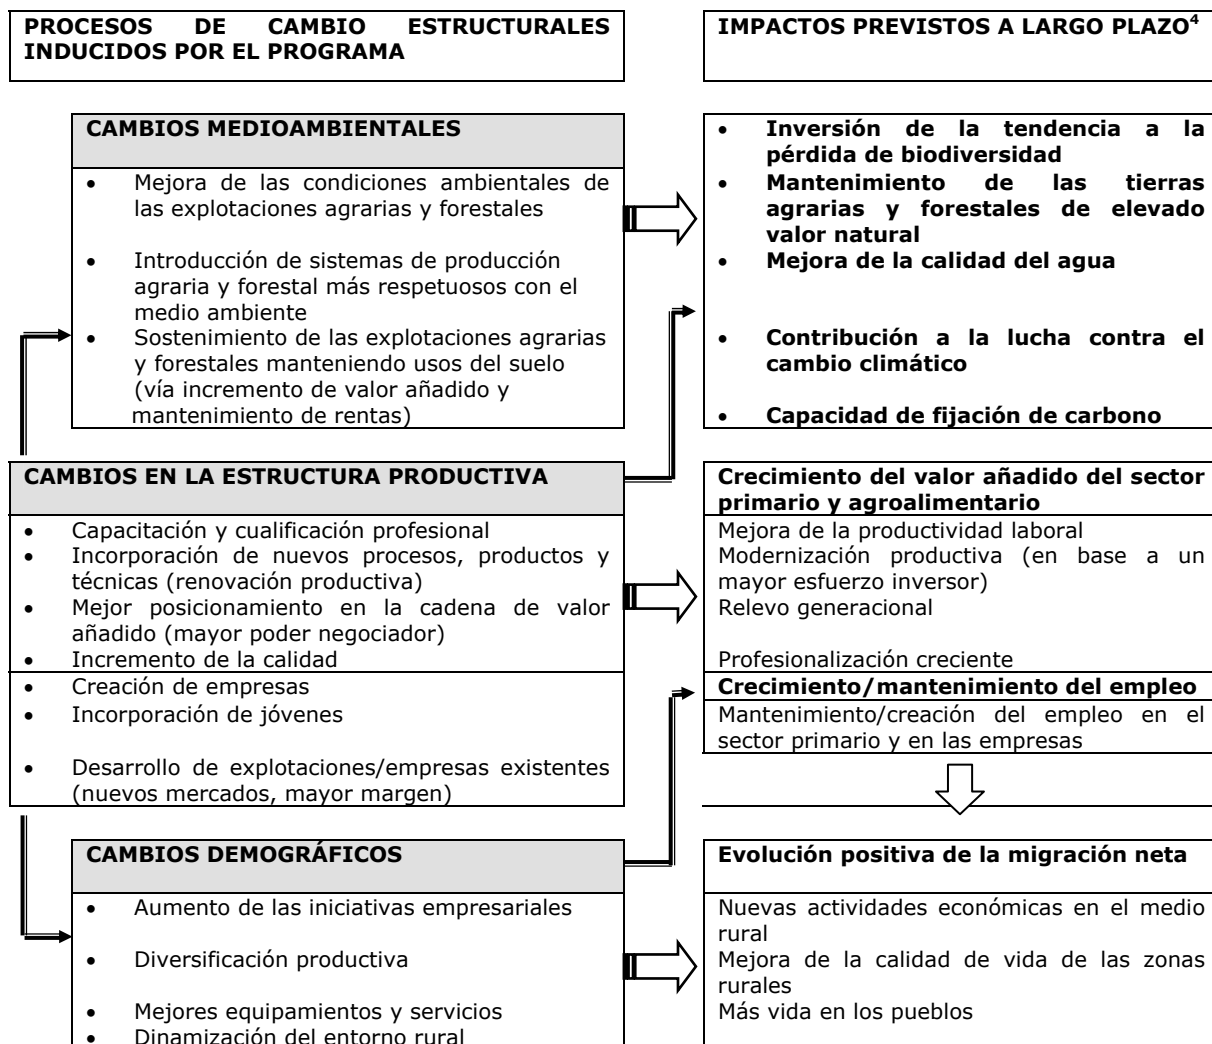 PROCESOS DE CAMBIO ESTRUCTURALES
INDUCIDOS POR EL PROGRAMA
IMPACTOS PREVISTOS A LARGO PLAZO4
CAMBIOS MEDIOAMBIENTALES
• Mejora de las condiciones ambientales de
las explotaciones agrarias y forestales
• Introducción de sistemas de producción
agraria y forestal más respetuosos con el
medio ambiente
• Sostenimiento de las explotaciones agrarias
y forestales manteniendo usos del suelo
(vía incremento de valor añadido y
mantenimiento de rentas)
• Inversión de la tendencia a la
pérdida de biodiversidad
• Mantenimiento de las tierras
agrarias y forestales de elevado
valor natural
• Mejora de la calidad del agua
• Contribución a la lucha contra el
cambio climático
• Capacidad de fijación de carbono
CAMBIOS EN LA ESTRUCTURA PRODUCTIVA
• Capacitación y cualificación profesional
• Incorporación de nuevos procesos, productos y
técnicas (renovación productiva)
• Mejor posicionamiento en la cadena de valor
añadido (mayor poder negociador)
• Incremento de la calidad
• Creación de empresas
• Incorporación de jóvenes
• Desarrollo de explotaciones/empresas existentes
(nuevos mercados, mayor margen)
Crecimiento del valor añadido del sector
primario y agroalimentario
Mejora de la productividad laboral
Modernización productiva (en base a un
mayor esfuerzo inversor)
Relevo generacional
Profesionalización creciente
Crecimiento/mantenimiento del empleo
Mantenimiento/creación del empleo en el
sector primario y en las empresas
CAMBIOS DEMOGRÁFICOS
• Aumento de las iniciativas empresariales
• Diversificación productiva
• Mejores equipamientos y servicios
• Dinamización del entorno rural
Evolución positiva de la migración neta
Nuevas actividades económicas en el medio
rural
Mejora de la calidad de vida de las zonas
rurales
Más vida en los pueblos